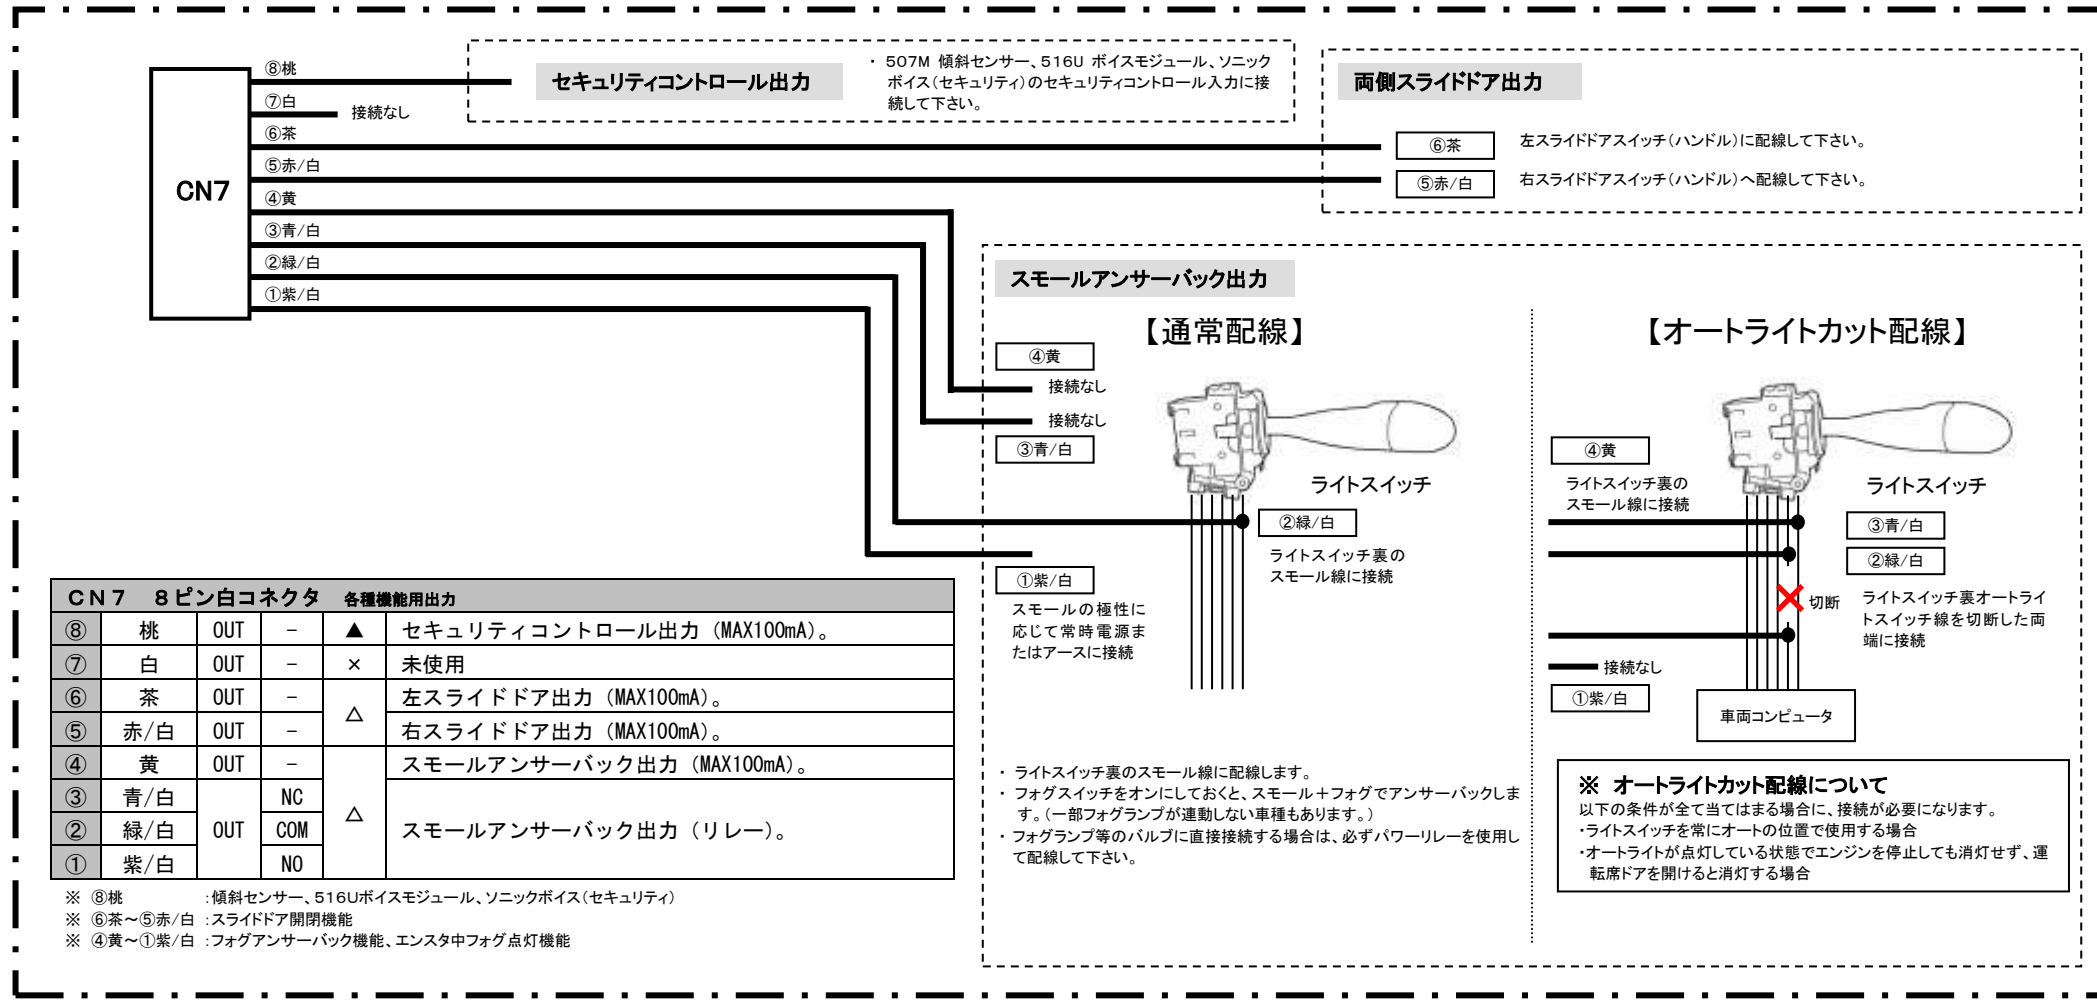 ⑧桃
⑦白
接続なし
⑥茶
⑤赤/白
④黄
③青/白
②緑/白
①紫/白
CN7
セキュリティコントロール出力
・ 507M 傾斜センサー、516U ボイスモジュール、ソニック
ボイス(セキュリティ)のセキュリティコントロール入力に接
続して下さい。
両側スライドドア出力
⑥茶 左スライドドアスイッチ(ハンドル)に配線して下さい。
⑤赤/白 右スライドドアスイッチ(ハンドル)へ配線して下さい。
スモールアンサーバック出力
【通常配線】
④黄
接続なし
接続なし
③青/白
ライトスイッチ
②緑/白
ライトスイッチ裏の
スモール線に接続
①紫/白
スモールの極性に
応じて常時電源ま
たはアースに接続
・ ライトスイッチ裏のスモール線に配線します。
・ フォグスイッチをオンにしておくと、スモール+フォグでアンサーバックしま
す。(一部フォグランプが連動しない車種もあります。)
・ フォグランプ等のバルブに直接接続する場合は、必ずパワーリレーを使用し
て配線して下さい。
【オートライトカット配線】
④黄
ライトスイッチ裏の
スモール線に接続
ライトスイッチ
③青/白
②緑/白
切断
ライトスイッチ裏オートライ
トスイッチ線を切断した両
端に接続
接続なし
①紫/白
車両コンピュータ
※ オートライトカット配線について
以下の条件が全て当てはまる場合に、接続が必要になります。
・ライトスイッチを常にオートの位置で使用する場合
・オートライトが点灯している状態でエンジンを停止しても消灯せず、運
転席ドアを開けると消灯する場合
CN7 8ピン白コネクタ 各種機能用出力
⑧ 桃 OUT － ▲ セキュリティコントロール出力 (MAX100mA)。
⑦ 白 OUT － × 未使用
⑥ 茶 OUT － △ 左スライドドア出力 (MAX100mA)。
⑤ 赤/白 OUT － 右スライドドア出力 (MAX100mA)。
④ 黄 OUT － △ スモールアンサーバック出力 (MAX100mA)。
③ 青/白 OUT NC スモールアンサーバック出力 (リレー)。
② 緑/白 COM
① 紫/白 NO
※ ⑧桃 :傾斜センサー、516Uボイスモジュール、ソニックボイス(セキュリティ)
※ ⑥茶～⑤赤/白 :スライドドア開閉機能
※ ④黄～①紫/白 :フォグアンサーバック機能、エンスタ中フォグ点灯機能